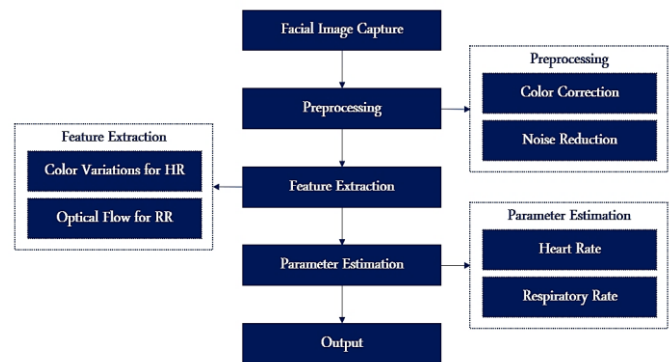 Facial Image Capture
Preprocessing
Preprocessing
Color Correction
Noise Reduction
Feature Extraction
Color Variations for HR
Optical Flow for RR
Feature Extraction
Parameter Estimation
Parameter Estimation
Heart Rate
Respiratory Rate
Output